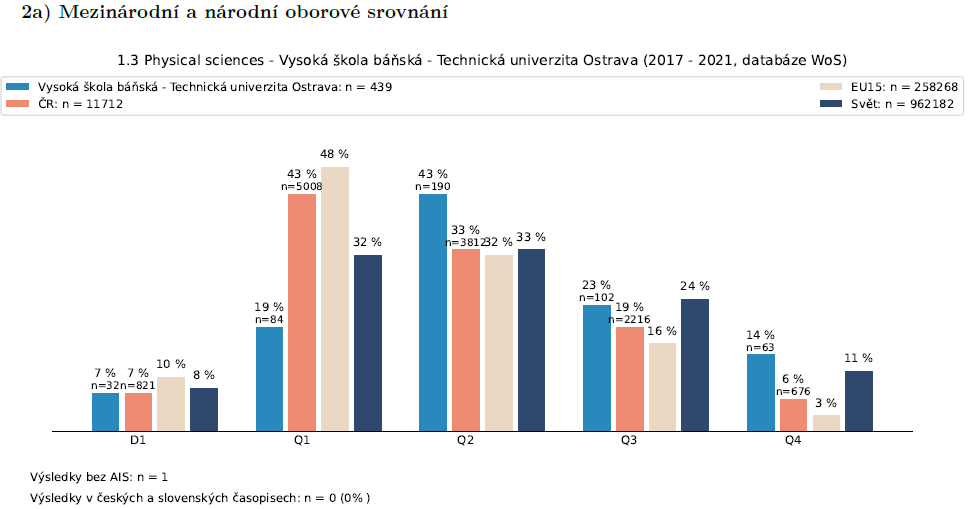 2a) Mezinárodní a národní oborové srovnání
1.3 Physical sciences - Vysoká škola báňská - Technická univerzita Ostrava (2017 - 2021, databáze WoS)
Vysoká škola báňská - Technická univerzita Ostrava: n = 439
ČR: n = 11712
EU15: n = 258268
Svět: n = 962182
7 %
n=32
7 %
n=821
10 %
8 %
19 %
n=84
43 %
n=5008
48 %
32 %
43 %
n=190
33 %
n=3812
32 %
33 %
23 %
n=102
19 %
n=2216
16 %
24 %
14 %
n=63
6 %
n=676
3 %
11 %
D1
Q1
Q2
Q3
Q4
Výsledky bez AIS: n = 1
Výsledky v českých a slovenských časopisech: n = 0 (0% )